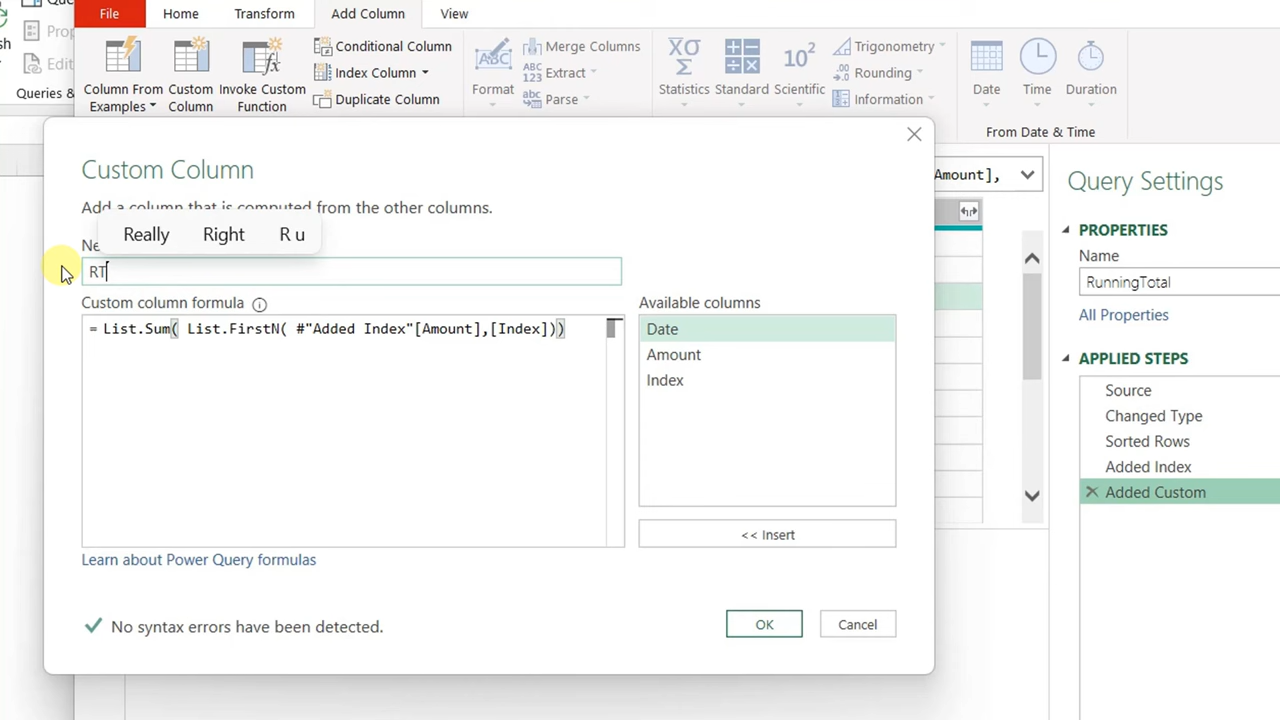 File
Home
Transform
Add Column
View
Column From
Examples
Custom
Column
Invoke Custom
Function
Conditional Column
Index Column
Duplicate Column
Format
Merge Columns
Extract
Parse
Statistics
Standard
Scientific
Trigonometry
Rounding
Information
Date
Time
Duration
From Date & Time
Queries &
Custom Column
Add a column that is computed from the other columns.
Really Right R u
RT
Custom column formula
= List.Sum( List.FirstN( #"Added Index"[Amount],[Index]))
Available columns
Date
Amount
Index
<< Insert
Learn about Power Query formulas
No syntax errors have been detected.
OK
Cancel
Amount],
Query Settings
PROPERTIES
Name
RunningTotal
All Properties
APPLIED STEPS
Source
Changed Type
Sorted Rows
Added Index
Added Custom